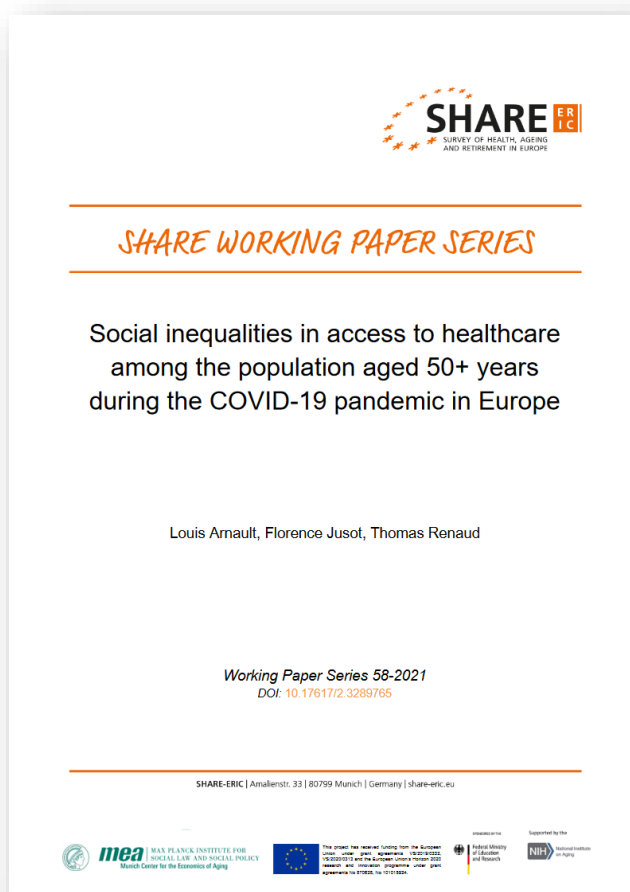 SHARE ER IC
SURVEY OF HEALTH, AGEING
AND RETIREMENT IN EUROPE
SHARE WORKING PAPER SERIES
Social inequalities in access to healthcare
among the population aged 50+ years
during the COVID-19 pandemic in Europe
Louis Arnault, Florence Jusot, Thomas Renaud
Working Paper Series 58-2021
DOI: 10.17617/2.3289765
SHARE-ERIC | Amalienstr. 33 | 80799 Munich | Germany | share-eric.eu
mea MAX PLANCK INSTITUTE FOR
SOCIAL LAW AND SOCIAL POLICY
Munich Center for the Economics of Aging
This project has received funding from the European
Union under grant agreements
and the European Union's Horizon 2020
research and innovation programme under grant
agreements No
SPONSORED BY THE
Federal Ministry
of Education
and Research
Supported by the
NIH National Institute
on Aging